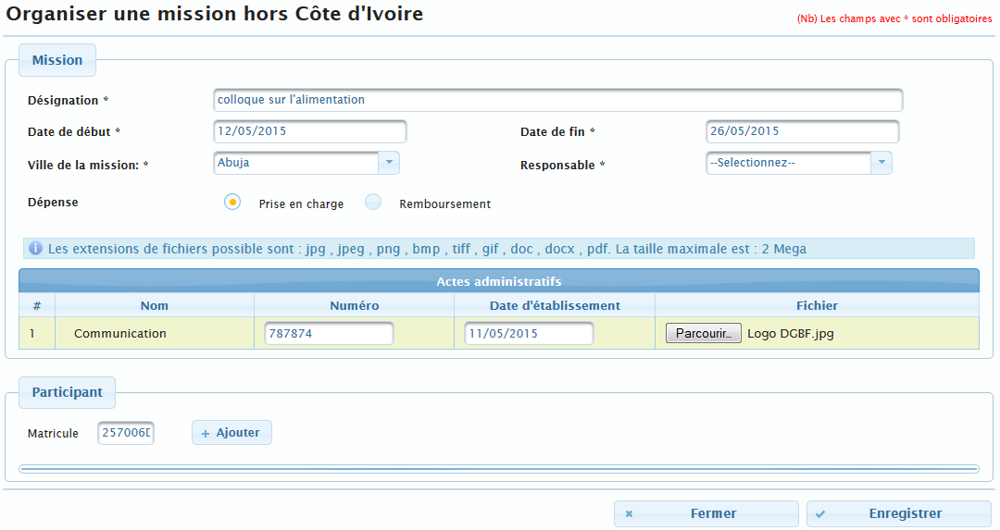 Organiser une mission hors Côte d'Ivoire
(Nb) Les champs avec * sont obligatoires
Mission
Désignation * colloque sur l'alimentation
Date de début * 12/05/2015 Date de fin * 26/05/2015
Ville de la mission: * Abuja Responsable * --Selectionnez--
Dépense Prise en charge Remboursement
Les extensions de fichiers possible sont : jpg , jpeg , png , bmp , tiff , gif , doc , docx , pdf. La taille maximale est : 2 Mega
Actes administratifs
# Nom Numéro Date d'établissement Fichier
1 Communication 787874 11/05/2015 Parcourir_ Logo DGBF.jpg
Participant
Matricule 257006D + Ajouter
Fermer Enregistrer